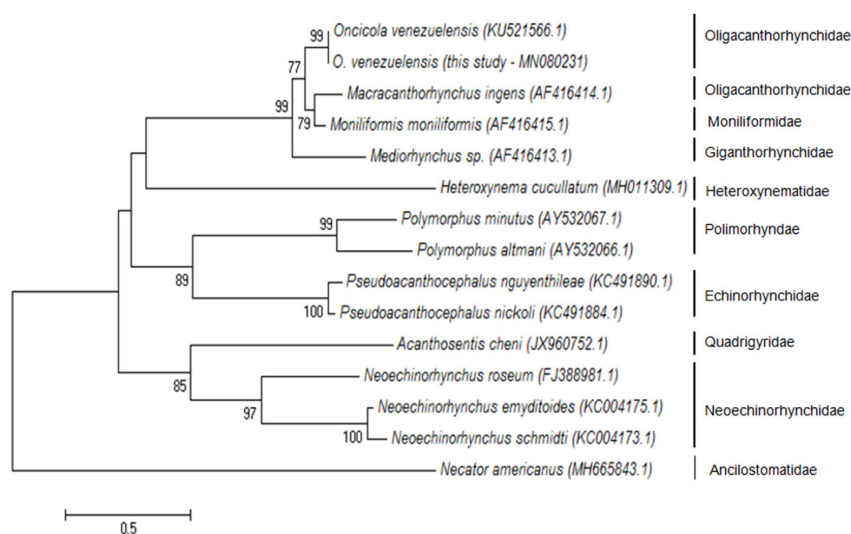 Oncicola venezuelensis (KU521566.1)
O. venezuelensis (this study - MN080231)
Macracanthorhynchus ingens (AF416414.1)
Moniliformis moniliformis (AF416415.1)
Mediorhynchus sp. (AF416413.1)
Heteroxynema cucullatum (MH011309.1)
Polymorphus minutus (AY532067.1)
Polymorphus altmani (AY532066.1)
Pseudoacanthocephalus nguyenthileae (KC491890.1)
Pseudoacanthocephalus nickoli (KC491884.1)
Acanthosentis cheni (JX960752.1)
Neoechinorhynchus roseum (FJ388981.1)
Neoechinorhynchus emyditoides (KC004175.1)
Neoechinorhynchus schmidti (KC004173.1)
Necator americanus (MH665843.1)
Oligacanthorhynchidae
Oligacanthorhynchidae
Moniliformidae
Giganthorhynchidae
Heteroxynematidae
Polimorhyndae
Echinorhynchidae
Quadrigyridae
Neoechinorhynchidae
Ancilostomatidae
99
77
99
79
99
89
100
85
97
100
0.5